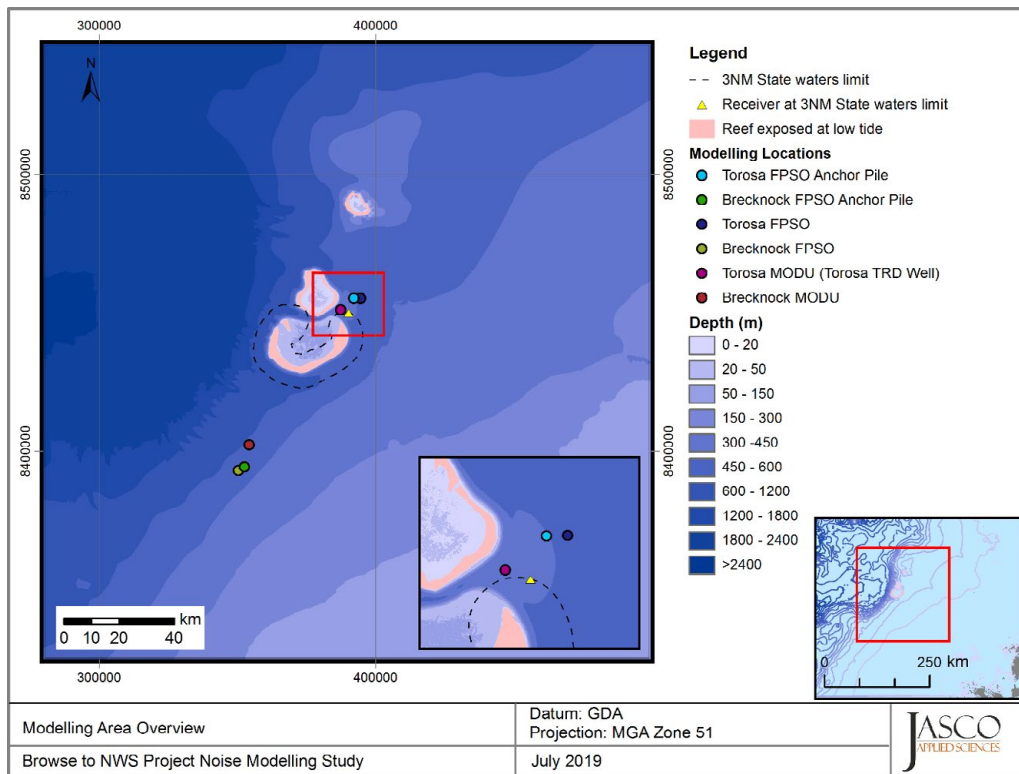 300000
400000
N
8500000
8500000
8400000
8400000
km
0 10 20 40
300000
400000
Legend
3NM State waters limit
Receiver at 3NM State waters limit
Reef exposed at low tide
Modelling Locations
Torosa FPSO Anchor Pile
Brecknock FPSO Anchor Pile
Torosa FPSO
Brecknock FPSO
Torosa MODU (Torosa TRD Well)
Brecknock MODU
Depth (m)
0 - 20
20 - 50
50 - 150
150 - 300
300 -450
450 - 600
600 - 1200
1200 - 1800
1800 - 2400
>2400
0 250 km
Modelling Area Overview
Datum: GDA
Projection: MGA Zone 51
Browse to NWS Project Noise Modelling Study
July 2019
JASCO
APPLIED SCIENCES